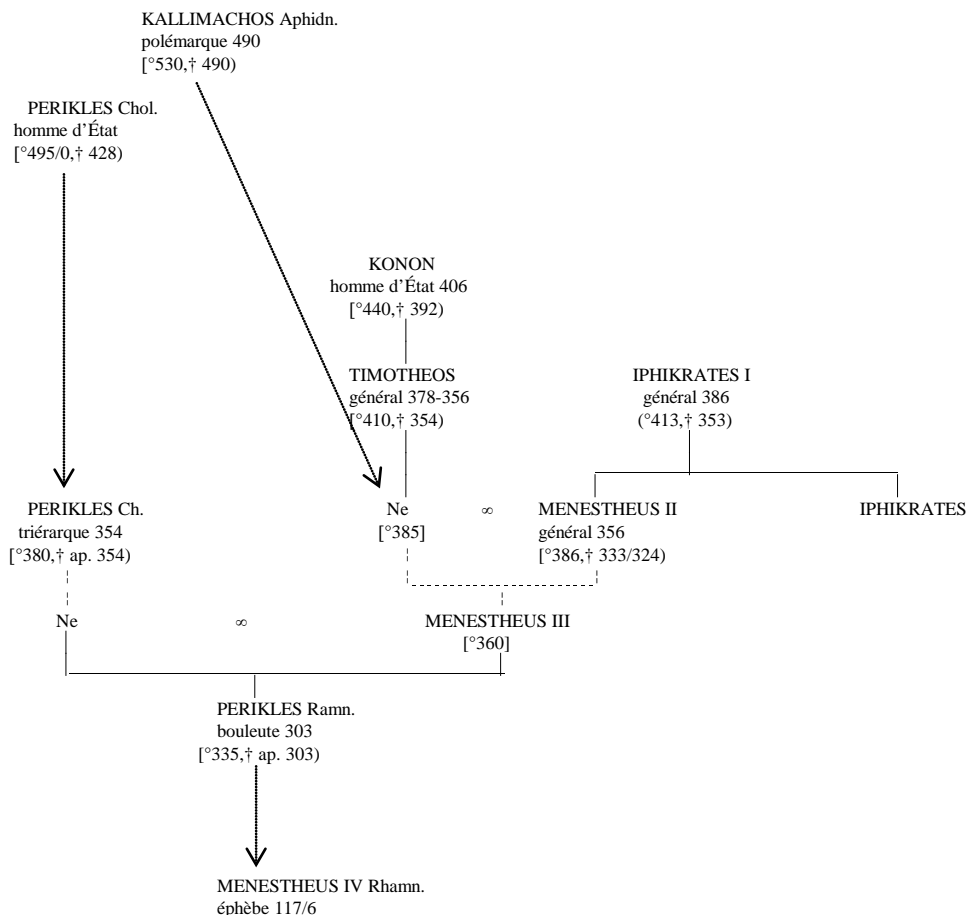 KALLIMACHOS Aphidn.
polémarque 490
[°530,† 490)
PERIKLES Chol.
homme d’État
[°495/0,† 428)
KONON
homme d’État 406
[°440,† 392)
TIMOTHEOS
général 378-356
[°410,† 354)
IPHIKRATES I
général 386
(°413,† 353)
PERIKLES Ch.
triérarque 354
[°380,† ap. 354)
Ne
[°385]
∞
MENESTHEUS II
général 356
[°386,† 333/324)
IPHIKRATES
Ne
∞
MENESTHEUS III
[°360]
PERIKLES Ramn.
bouleute 303
[°335,† ap. 303)
MENESTHEUS IV Rhamn.
éphèbe 117/6